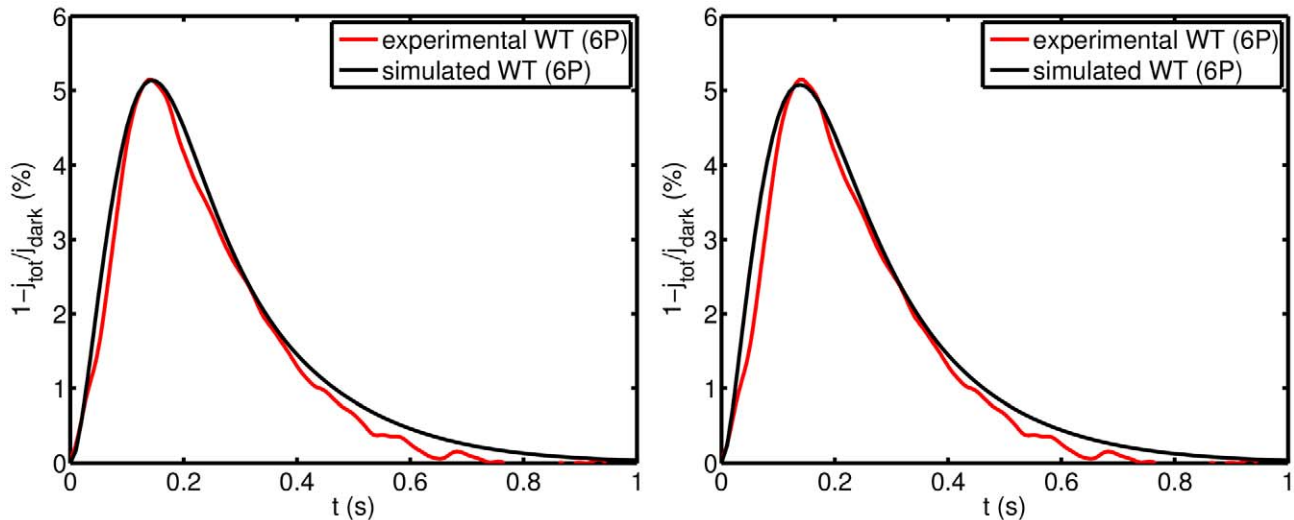 6
5
4
3
2
1
0
1−j_tot/j_dark (%)
experimental WT (6P)
simulated WT (6P)
0 0.2 0.4 0.6 0.8 1
t (s)
6
5
4
3
2
1
0
1−j_tot/j_dark (%)
experimental WT (6P)
simulated WT (6P)
0 0.2 0.4 0.6 0.8 1
t (s)